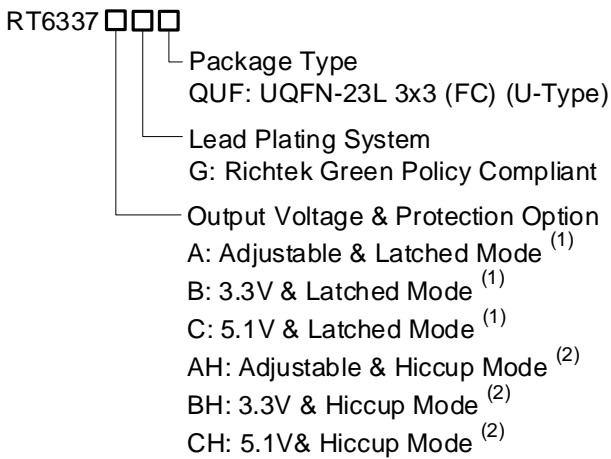 RT6337□□□
Package Type
QUF: UQFN-23L 3x3 (FC) (U-Type)
Lead Plating System
G: Richtek Green Policy Compliant
Output Voltage & Protection Option
A: Adjustable & Latched Mode (1)
B: 3.3V & Latched Mode (1)
C: 5.1V & Latched Mode (1)
AH: Adjustable & Hiccup Mode (2)
BH: 3.3V & Hiccup Mode (2)
CH: 5.1V& Hiccup Mode (2)